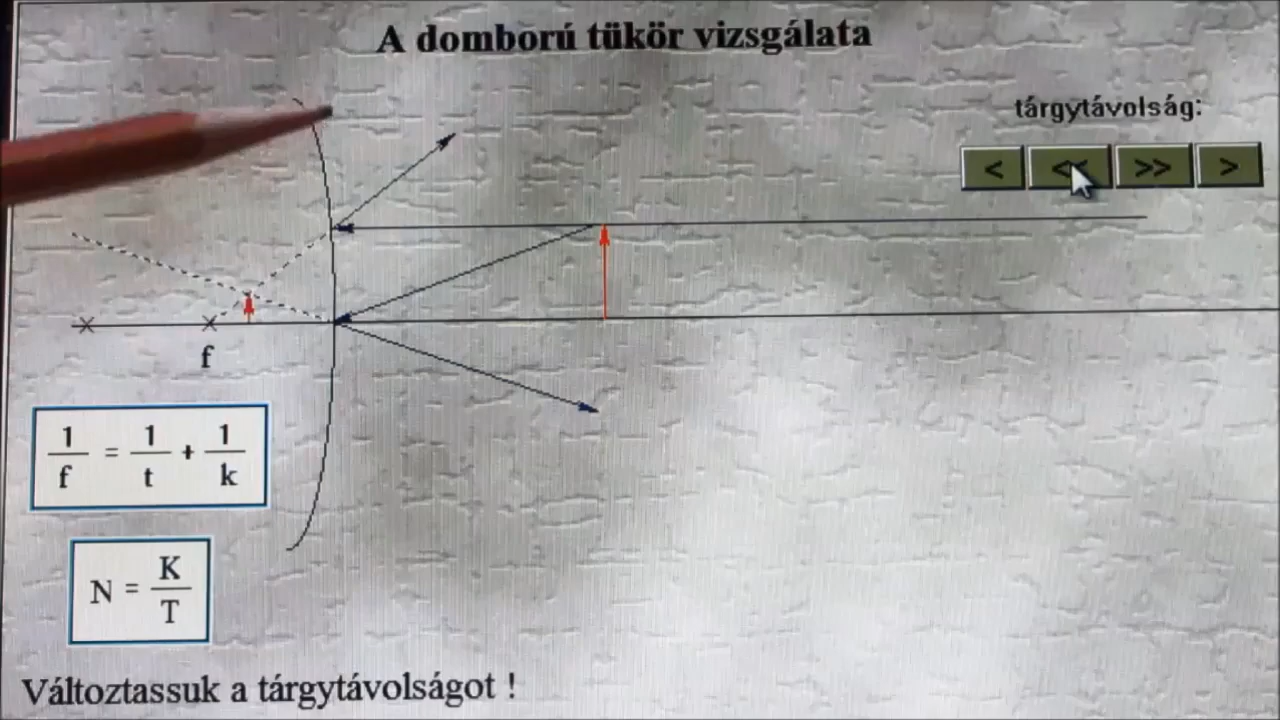 A domború tükör vizsgálata
tárgytávolság:
< << >> >
f
1/f = 1/t + 1/k
N = K/T
Változtassuk a tárgytávolságot !